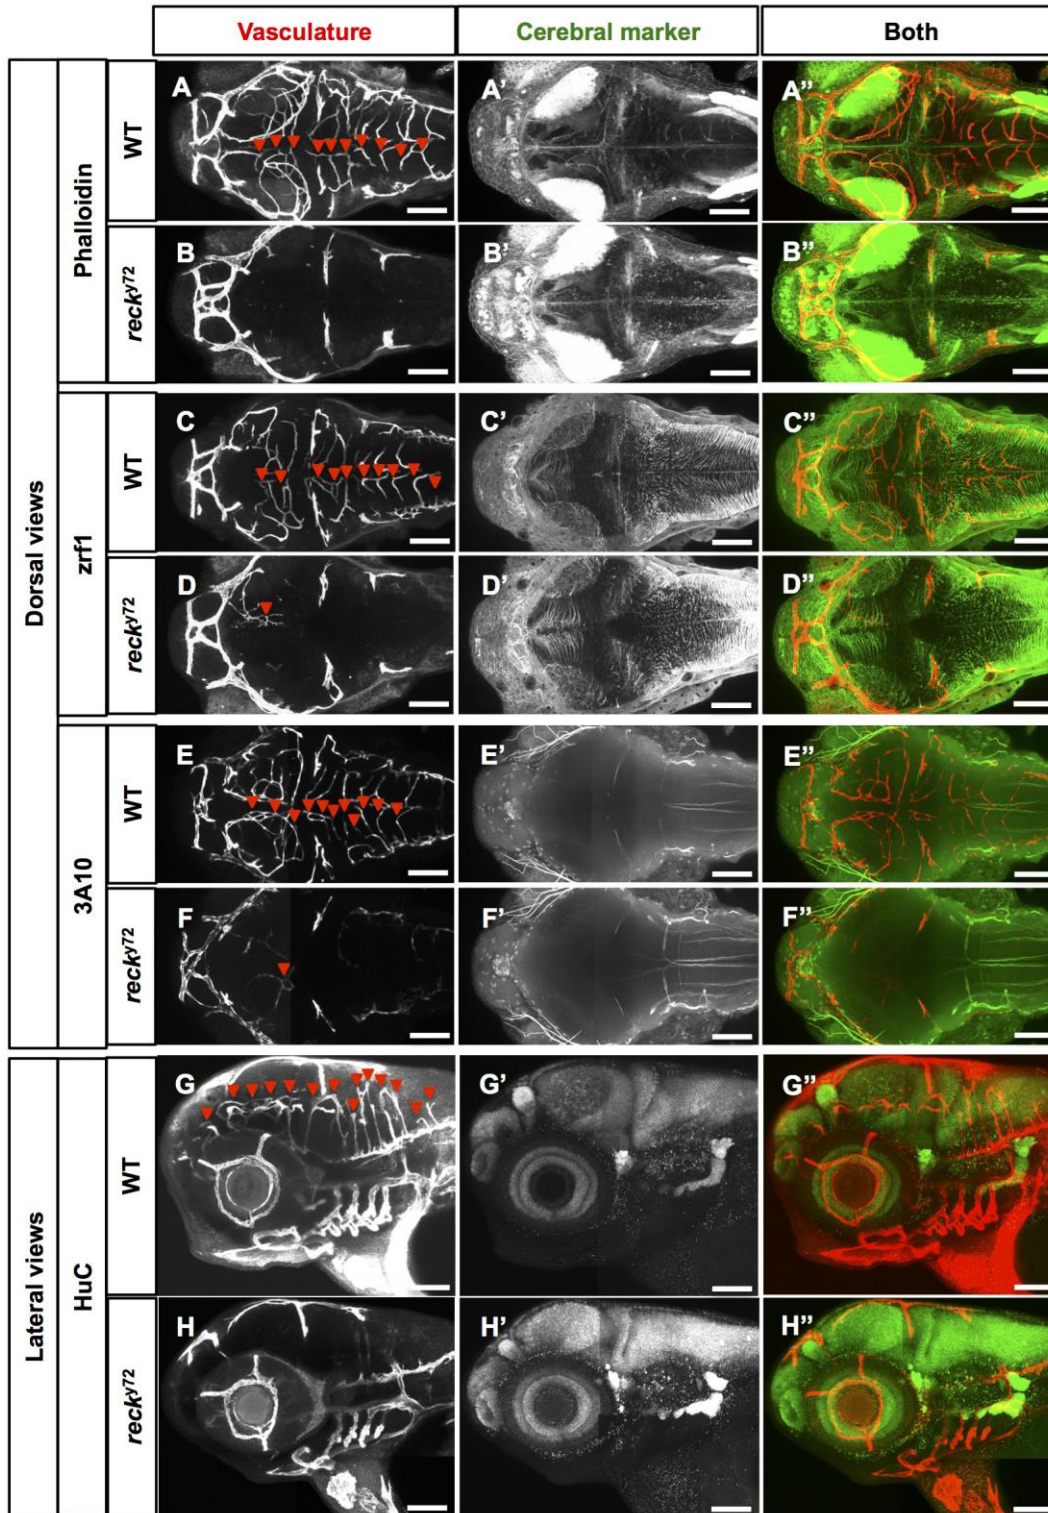 Vasculature Cerebral marker Both
Dorsal views
Phalloidin
WT
A A' A''
reck^y72
B B' B''
zrf1
WT
C C' C''
reck^y72
D D' D''
3A10
WT
E E' E''
reck^y72
F F' F''
Lateral views
HuC
WT
G G' G''
reck^y72
H H' H''